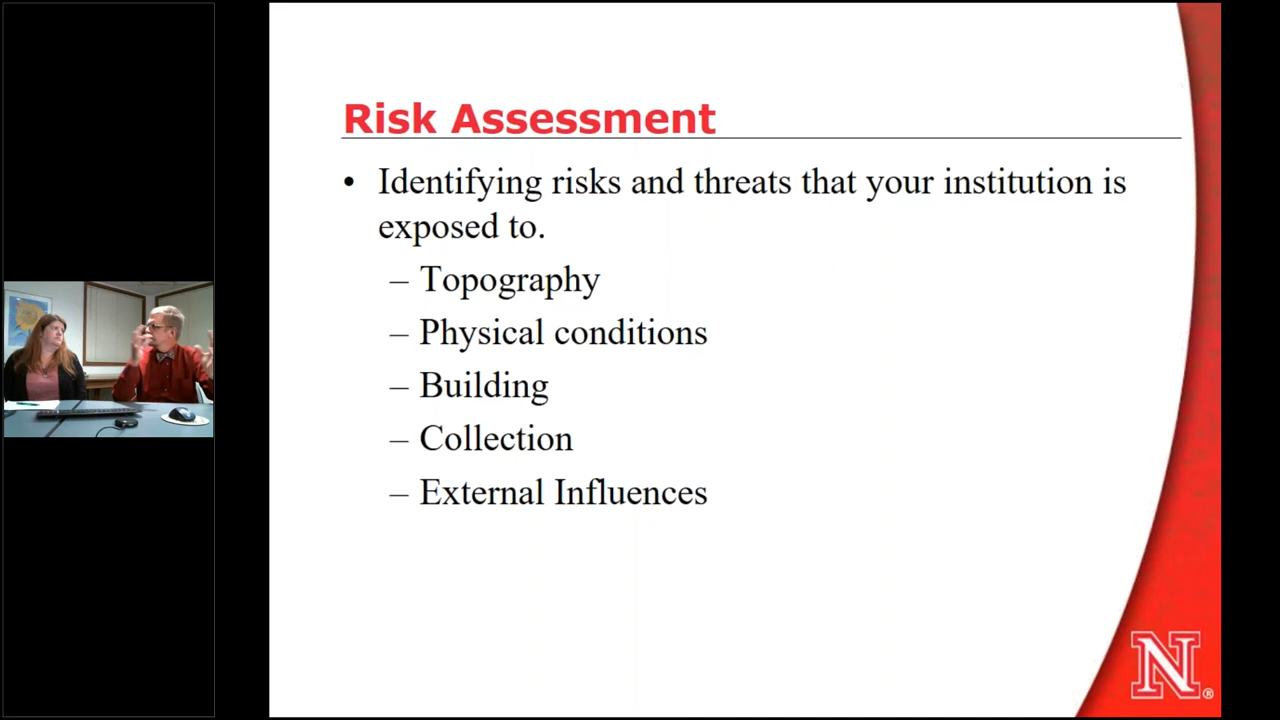 Risk Assessment
• Identifying risks and threats that your institution is
exposed to.
– Topography
– Physical conditions
– Building
– Collection
– External Influences
N®